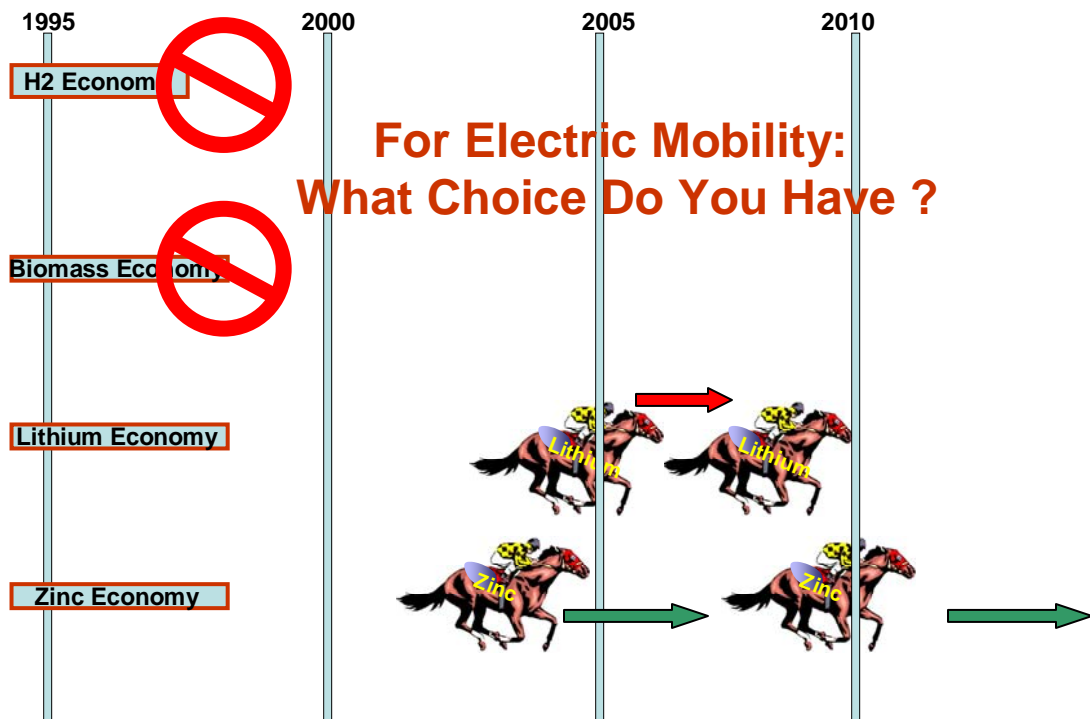 1995 2000 2005 2010
H2 Econom
For Electric Mobility:
What Choice Do You Have ?
Biomass Economy
Lithium Economy
Lithium
Lithium
Zinc Economy
Zinc
Zinc